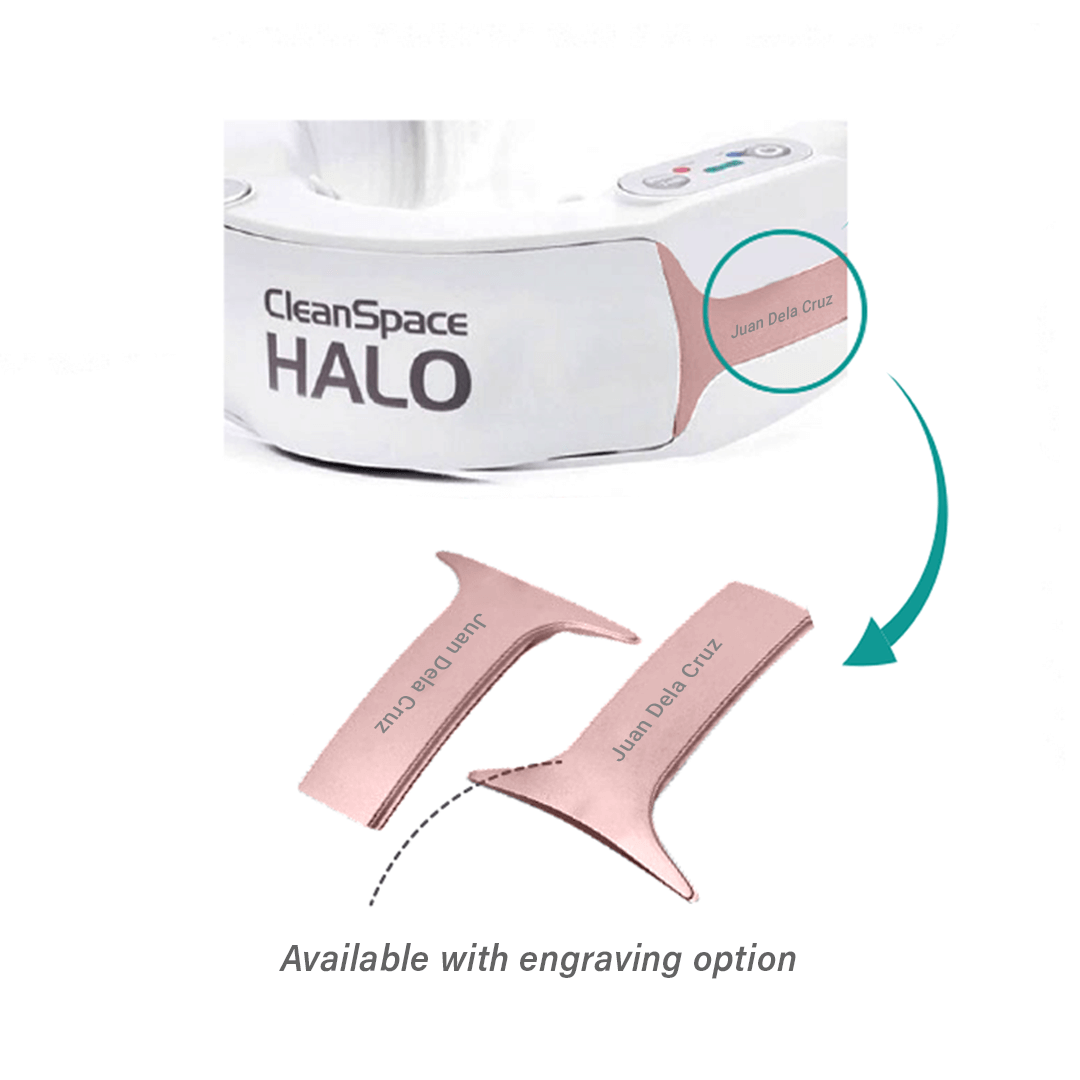 CleanSpace
HALO
Juan Dela Cruz
Juan Dela Cruz
Juan Dela Cruz
Available with engraving option